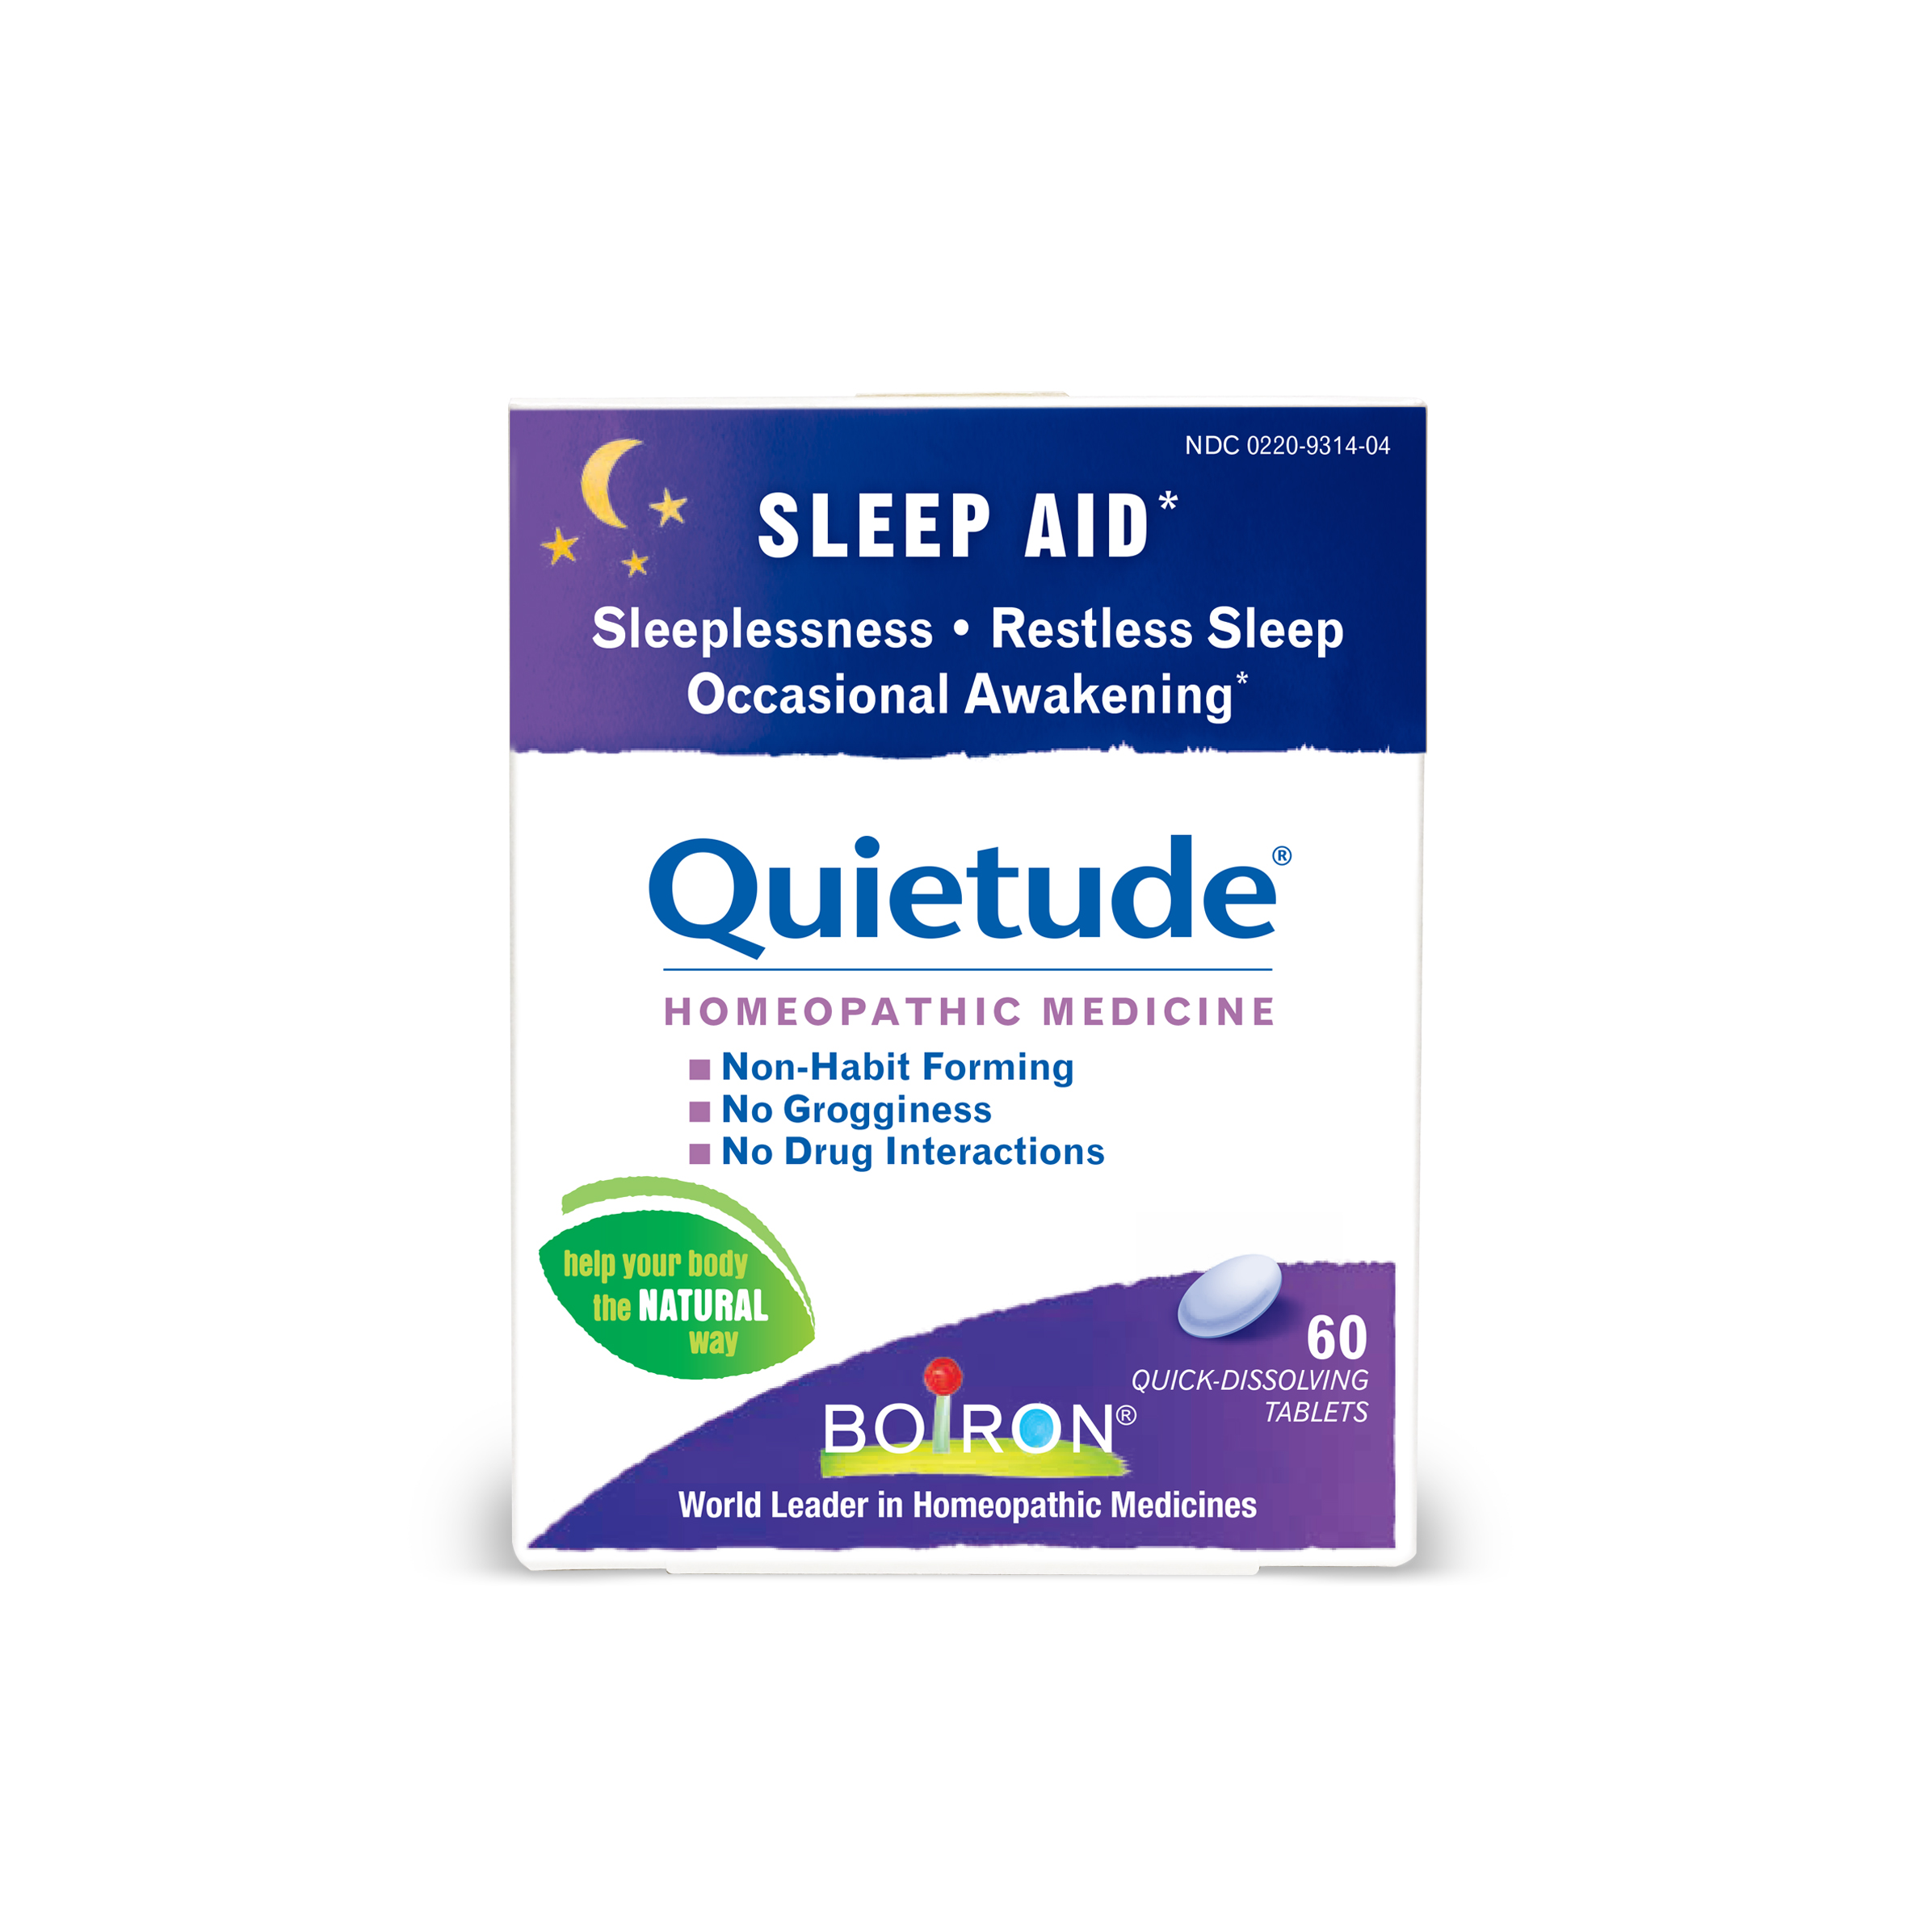 NDC 0220-9314-04
SLEEP AID*
Sleeplessness • Restless Sleep
Occasional Awakening*
Quietude®
HOMEOPATHIC MEDICINE
■ Non-Habit Forming
■ No Grogginess
■ No Drug Interactions
help your body
the NATURAL
way
60
QUICK-DISSOLVING
TABLETS
BOIRON®
World Leader in Homeopathic Medicines